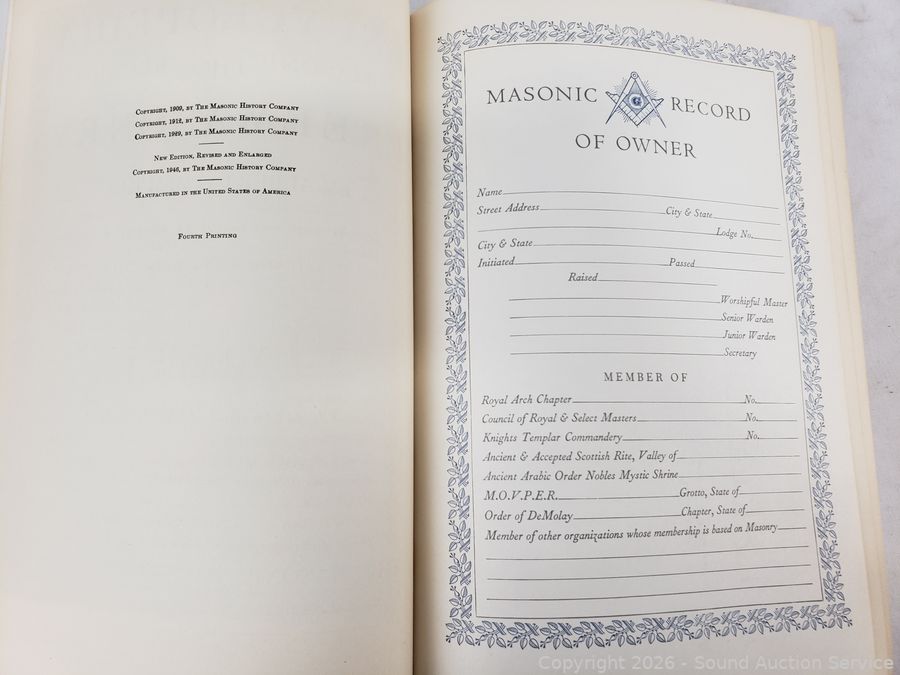 Copyright, 1909, by The Masonic History Company
Copyright, 1912, by The Masonic History Company
Copyright, 1929, by The Masonic History Company
New Edition, Revised and Enlarged
Copyright, 1946, by The Masonic History Company
Manufactured in the United States of America
Fourth Printing
MASONIC G RECORD
OF OWNER
Name
Street Address City & State
Lodge No.
City & State
Initiated Passed
Raised
Worshipful Master
Senior Warden
Junior Warden
Secretary
MEMBER OF
Royal Arch Chapter No.
Council of Royal & Select Masters No.
Knights Templar Commandery No.
Ancient & Accepted Scottish Rite, Valley of
Ancient Arabic Order Nobles Mystic Shrine
M.O.V.P.E.R. Grotto, State of
Order of DeMolay Chapter, State of
Member of other organizations whose membership is based on Masonry
Copyright 2026 - Sound Auction Service